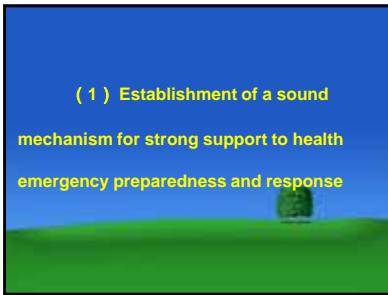 （1）Establishment of a sound
mechanism for strong support to health
emergency preparedness and response